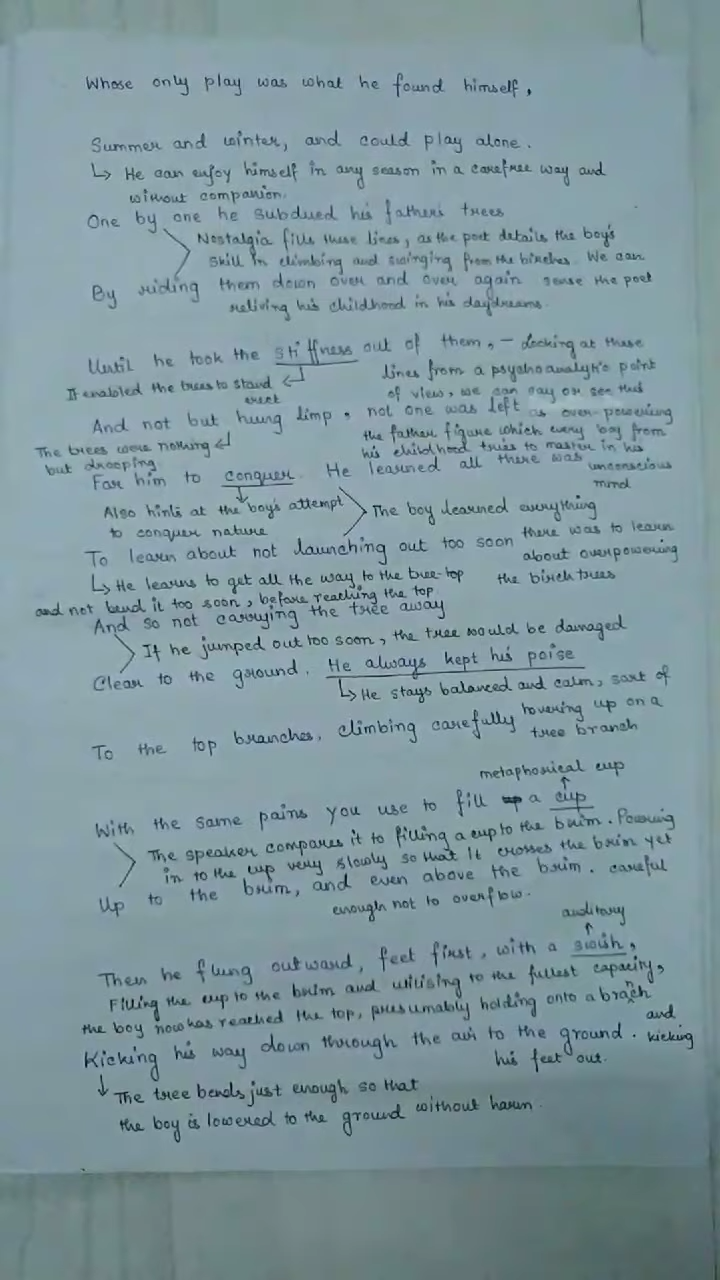 Whose only play was what he found himself,
Summer and winter, and could play alone.
↳ He can enjoy himself in any season in a carefree way and
without companion.
One by one he subdued his father's trees
Nostalgia fills these lines, as the poet details the boy's
skill in climbing and swinging from the birches. We can
By riding them down over and over again
sense the poet
reliving his childhood in his daydreams.
Until he took the stiffness out of them, - Looking at these
It enabled the trees to stand
erect
lines from a psychoanalytic point
of view, we can say or see this
And not but hung limp, not one was left
as over-powering
The trees were nothing
but drooping
the father figure which every boy from
his childhood tries to master in his
unconscious
mind
For him to conquer. He learned all there was
Also hints at the boy's attempt
to conquer nature
The boy learned everything
there was to learn
about overpowering
the birch trees
To learn about not launching out too soon
↳ He learns to get all the way to the tree-top
and not bend it too soon, before reaching the top.
And so not carrying the tree away
If he jumped out too soon, the tree would be damaged
Clear to the ground. He always kept his poise
↳ He stays balanced and calm, sort of
hovering up on a
tree branch
To the top branches, climbing carefully
metaphorical cup
With the same pains you use to fill a cup
The speaker compares it to filling a cup to the brim. Pouring
in to the cup very slowly so that it crosses the brim yet
Up to the brim, and even above the brim.
careful
enough not to overflow.
auditory
Then he flung outward, feet first, with a swish,
Filling the cup to the brim and utilising to the fullest capacity,
the boy now has reached the top, presumably holding onto a branch
and
kicking
his feet out.
Kicking his way down through the air to the ground.
↓ The tree bends just enough so that
the boy is lowered to the ground without harm.